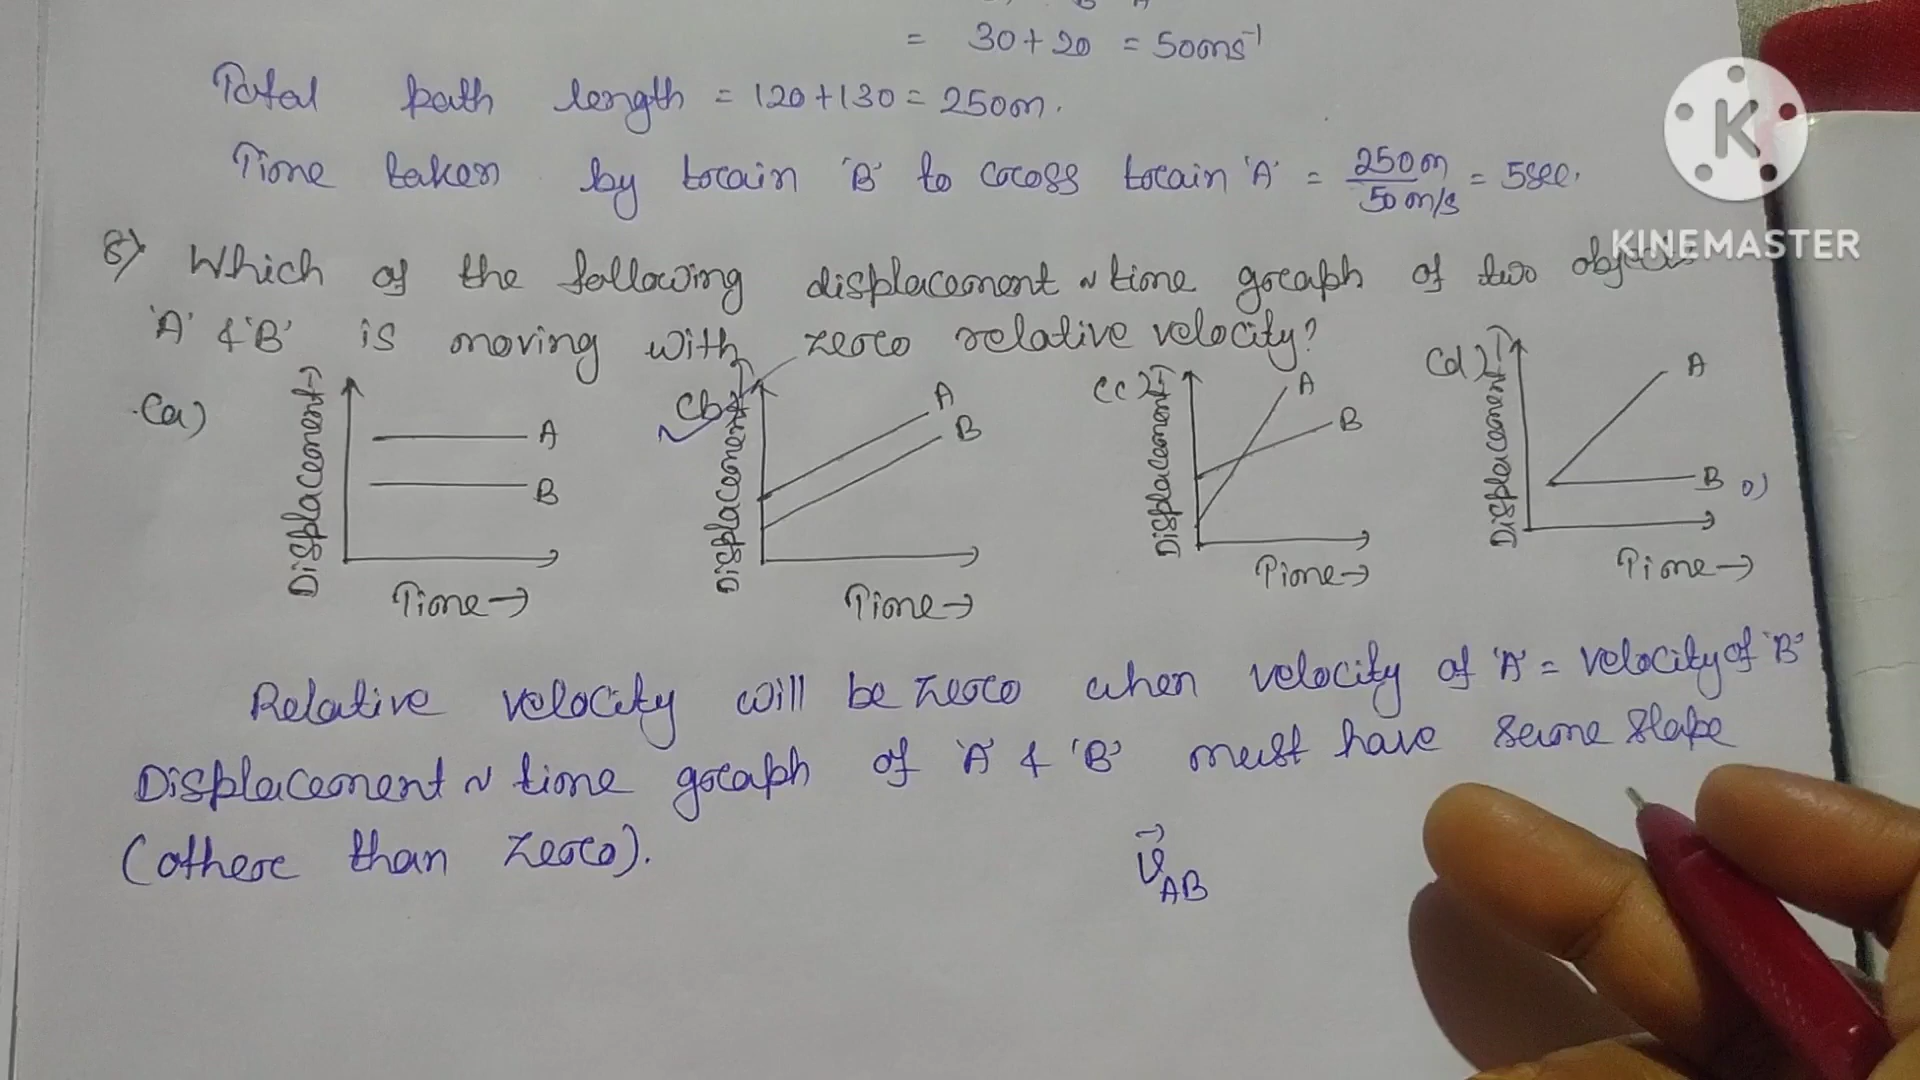 = 30+20 = 50ms⁻¹
Total path length = 120+130 = 250m.
Time taken by train 'B' to cross train 'A' = 250m/50m/s = 5sec.
K
KINEMASTER
8) Which of the following displacement ~ time graph of two objects
'A' & 'B' is moving with zero relative velocity?
(a) Displacement→ A B Time→
(b) Displacement→ A B Time→
(c) Displacement→ A B Time→
(d) Displacement→ A B Time→
Relative velocity will be zero when velocity of 'A' = velocity of 'B'
Displacement ~ time graph of 'A' & 'B' must have same slope
(other than zero).
v⃗AB